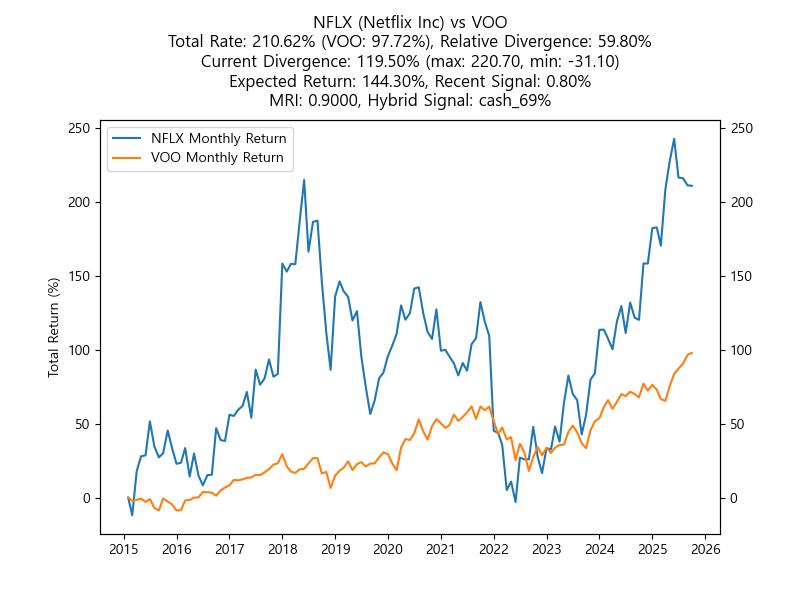 NFLX (Netflix Inc) vs VOO
Total Rate: 210.62% (VOO: 97.72%), Relative Divergence: 59.80%
Current Divergence: 119.50% (max: 220.70, min: -31.10)
Expected Return: 144.30%, Recent Signal: 0.80%
MRI: 0.9000, Hybrid Signal: cash_69%
NFLX Monthly Return
VOO Monthly Return
Total Return (%)
250
200
150
100
50
0
250
200
150
100
50
0
2015 2016 2017 2018 2019 2020 2021 2022 2023 2024 2025 2026